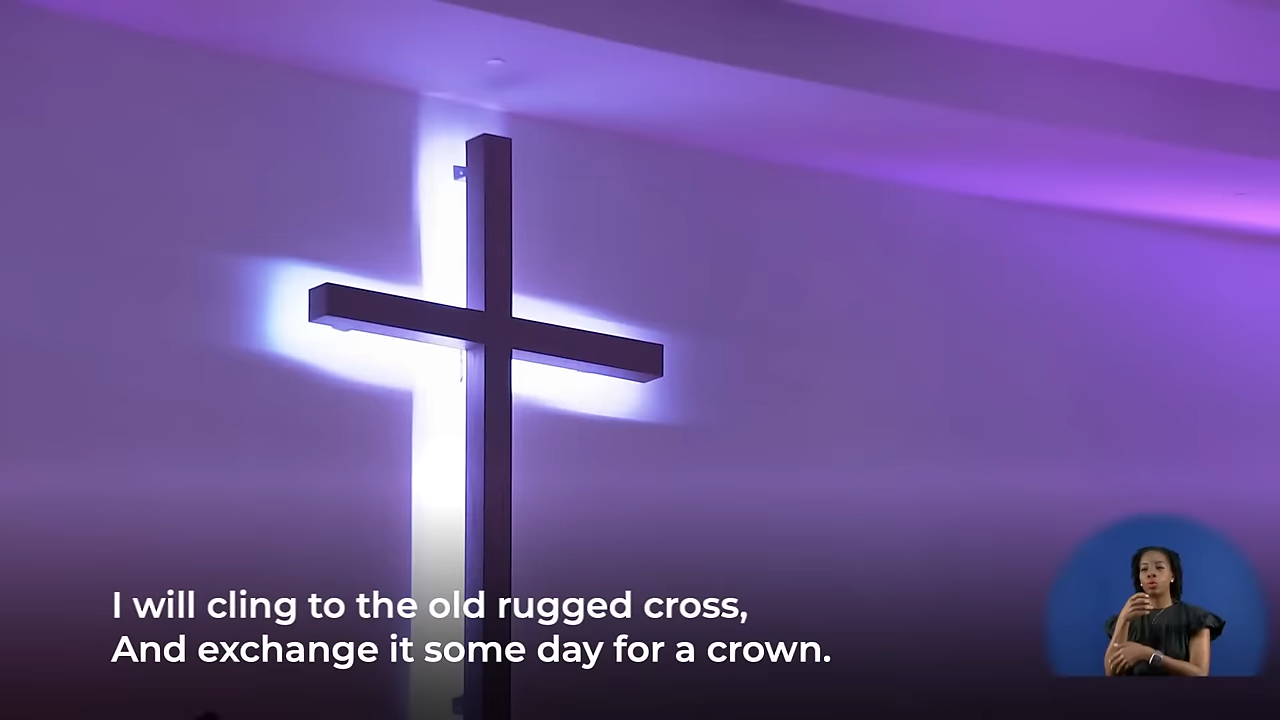 I will cling to the old rugged cross,
And exchange it some day for a crown.